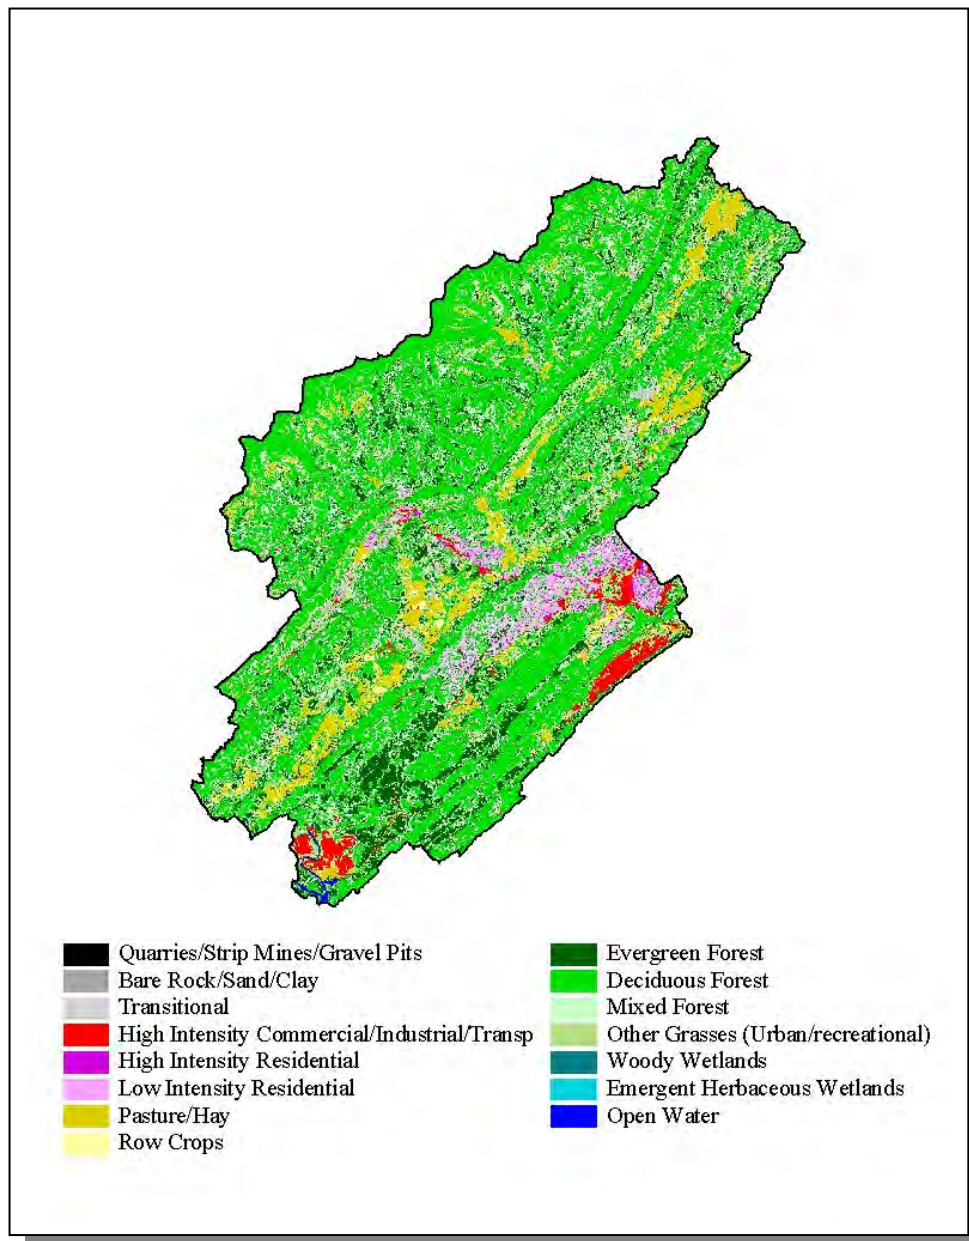 Quarries/Strip Mines/Gravel Pits
Bare Rock/Sand/Clay
Transitional
High Intensity Commercial/Industrial/Transp
High Intensity Residential
Low Intensity Residential
Pasture/Hay
Row Crops
Evergreen Forest
Deciduous Forest
Mixed Forest
Other Grasses (Urban/recreational)
Woody Wetlands
Emergent Herbaceous Wetlands
Open Water